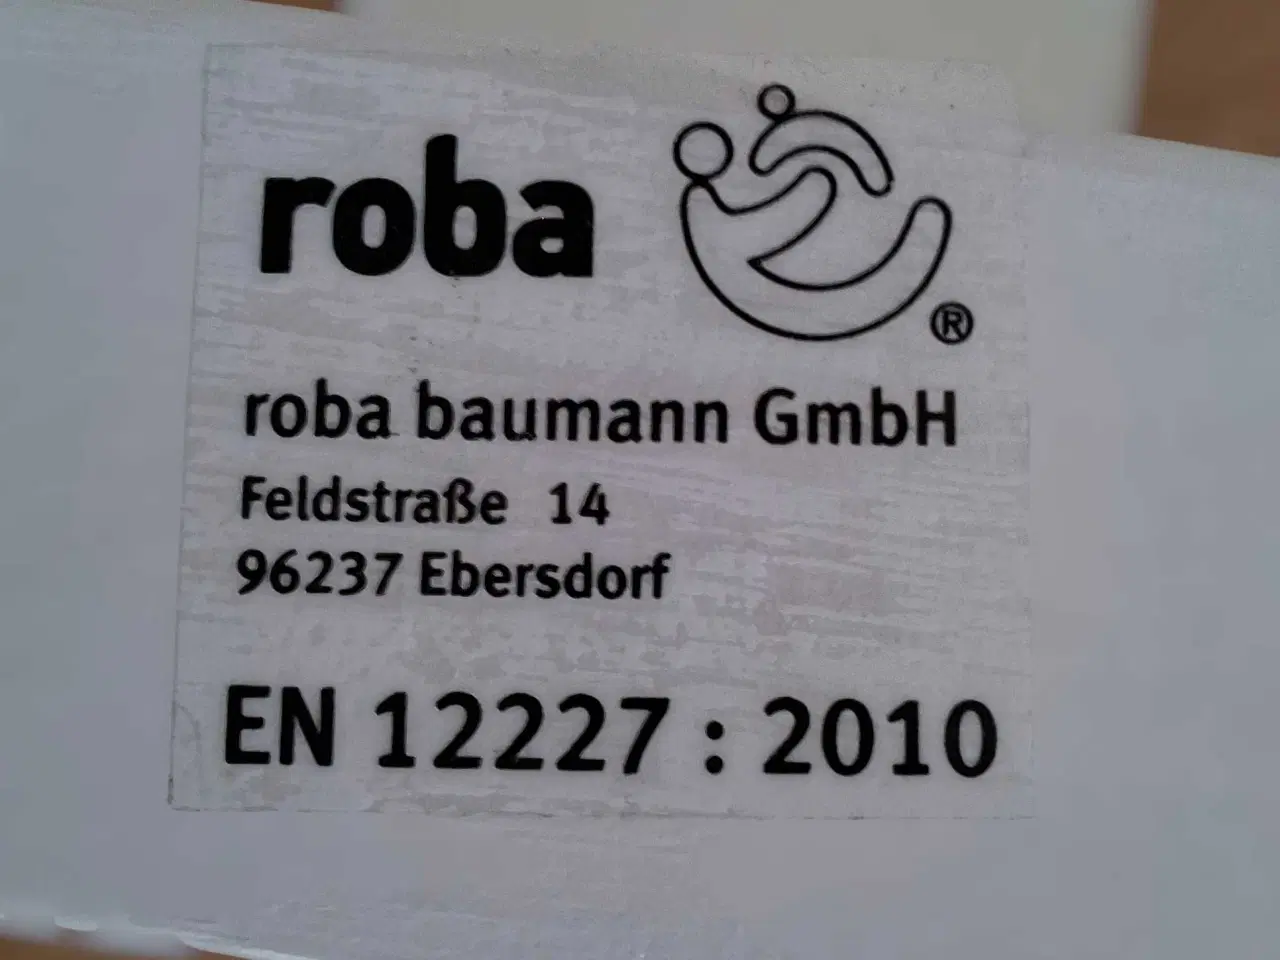 roba
®
roba baumann GmbH
Feldstraße 14
96237 Ebersdorf
EN 12227 : 2010